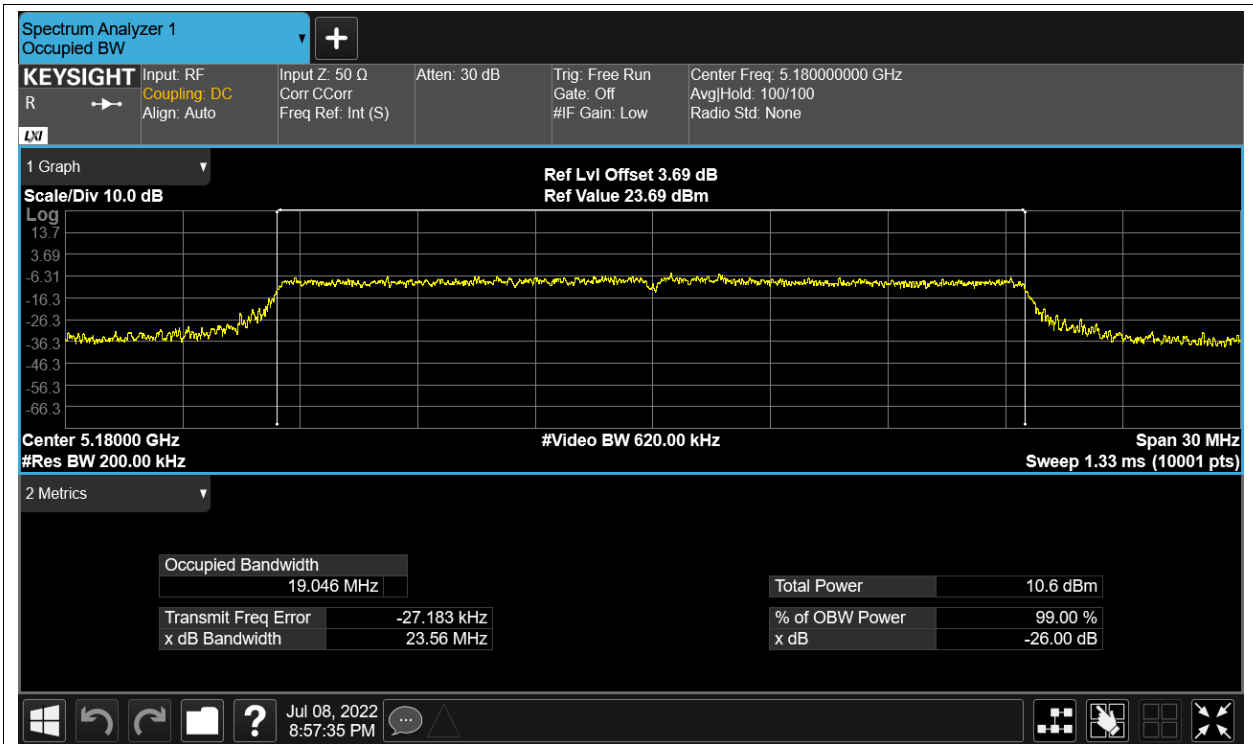 Spectrum Analyzer 1
Occupied BW
KEYSIGHT
R
LXI
Input: RF
Coupling: DC
Align: Auto
Input Z: 50 Ω
Corr CCorr
Freq Ref: Int (S)
Atten: 30 dB
Trig: Free Run
Gate: Off
#IF Gain: Low
Center Freq: 5.180000000 GHz
Avg|Hold: 100/100
Radio Std: None
1 Graph
Scale/Div 10.0 dB
Ref Lvl Offset 3.69 dB
Ref Value 23.69 dBm
Log
13.7
3.69
-6.31
-16.3
-26.3
-36.3
-46.3
-56.3
-66.3
Center 5.18000 GHz
#Video BW 620.00 kHz
Span 30 MHz
#Res BW 200.00 kHz
Sweep 1.33 ms (10001 pts)
2 Metrics
Occupied Bandwidth
19.046 MHz
Total Power 10.6 dBm
Transmit Freq Error -27.183 kHz
% of OBW Power 99.00 %
x dB Bandwidth 23.56 MHz
x dB -26.00 dB
?
Jul 08, 2022
8:57:35 PM